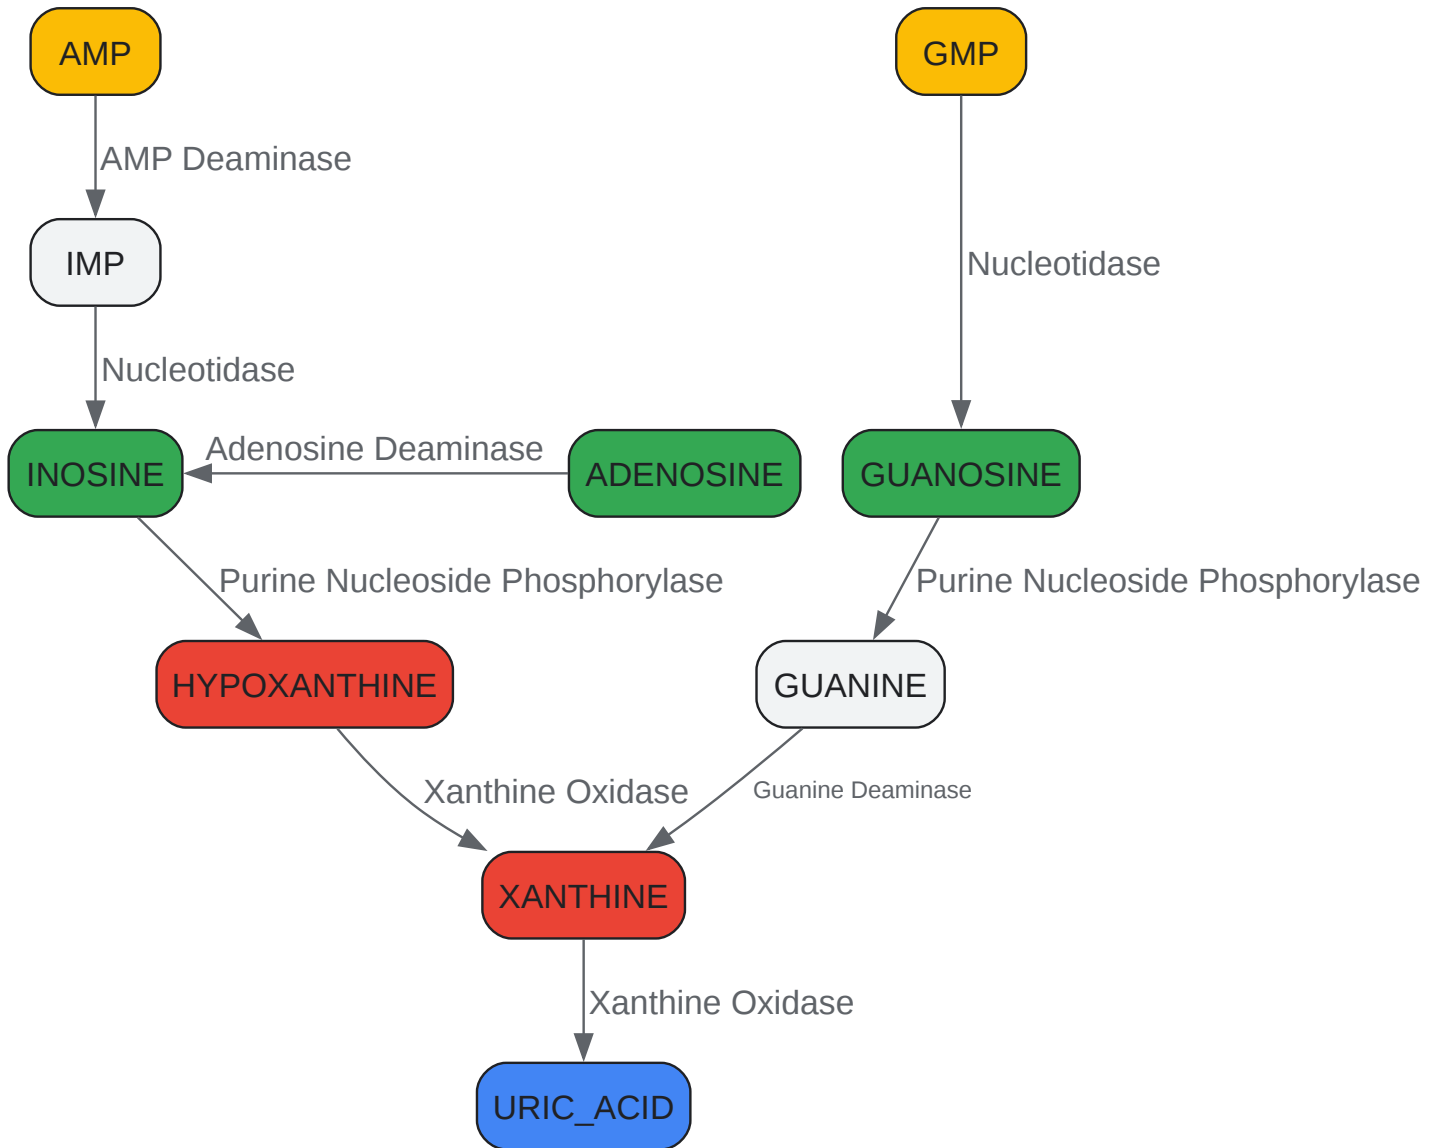 AMP
GMP
AMP Deaminase
IMP
Nucleotidase
Nucleotidase
Adenosine Deaminase
INOSINE
ADENOSINE
GUANOSINE
Purine Nucleoside Phosphorylase
Purine Nucleoside Phosphorylase
HYPOXANTHINE
GUANINE
Xanthine Oxidase
Guanine Deaminase
XANTHINE
Xanthine Oxidase
URIC_ACID